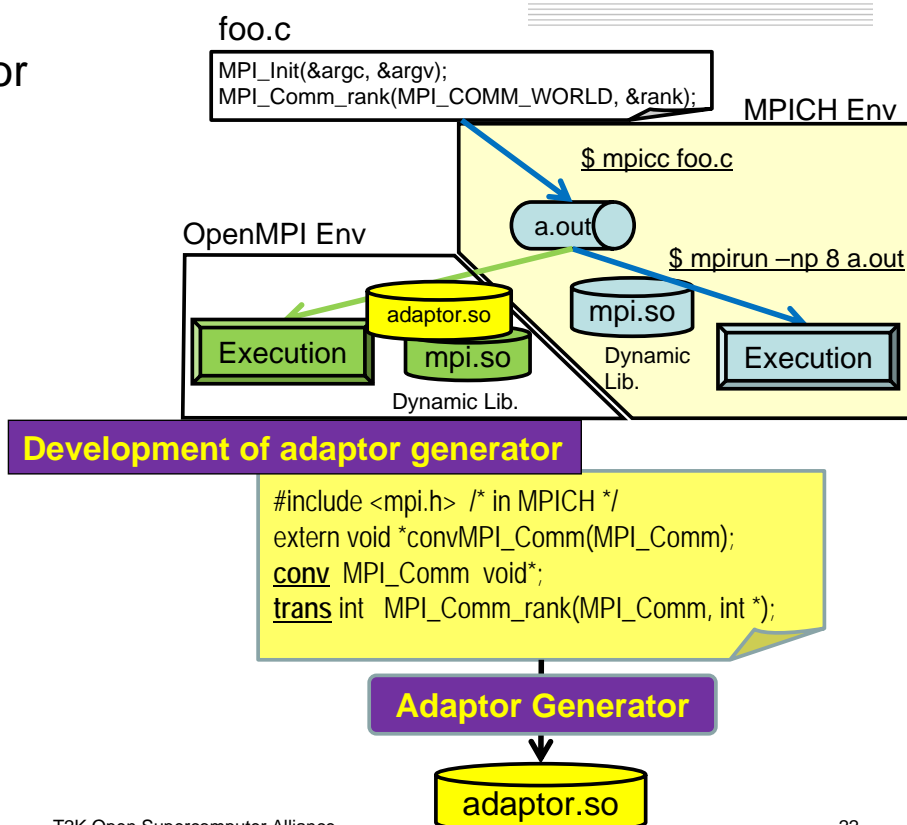 foo.c
or
MPI_Init(&argc, &argv);
MPI_Comm_rank(MPI_COMM_WORLD, &rank);
MPICH Env
$ mpicc foo.c
a.out
OpenMPI Env
$ mpirun –np 8 a.out
adaptor.so
mpi.so
Execution
mpi.so
Dynamic
Lib.
Execution
Dynamic Lib.
Development of adaptor generator
#include <mpi.h>  /* in MPICH */
extern void *convMPI_Comm(MPI_Comm);
conv  MPI_Comm  void*;
trans int   MPI_Comm_rank(MPI_Comm, int *);
Adaptor Generator
adaptor.so